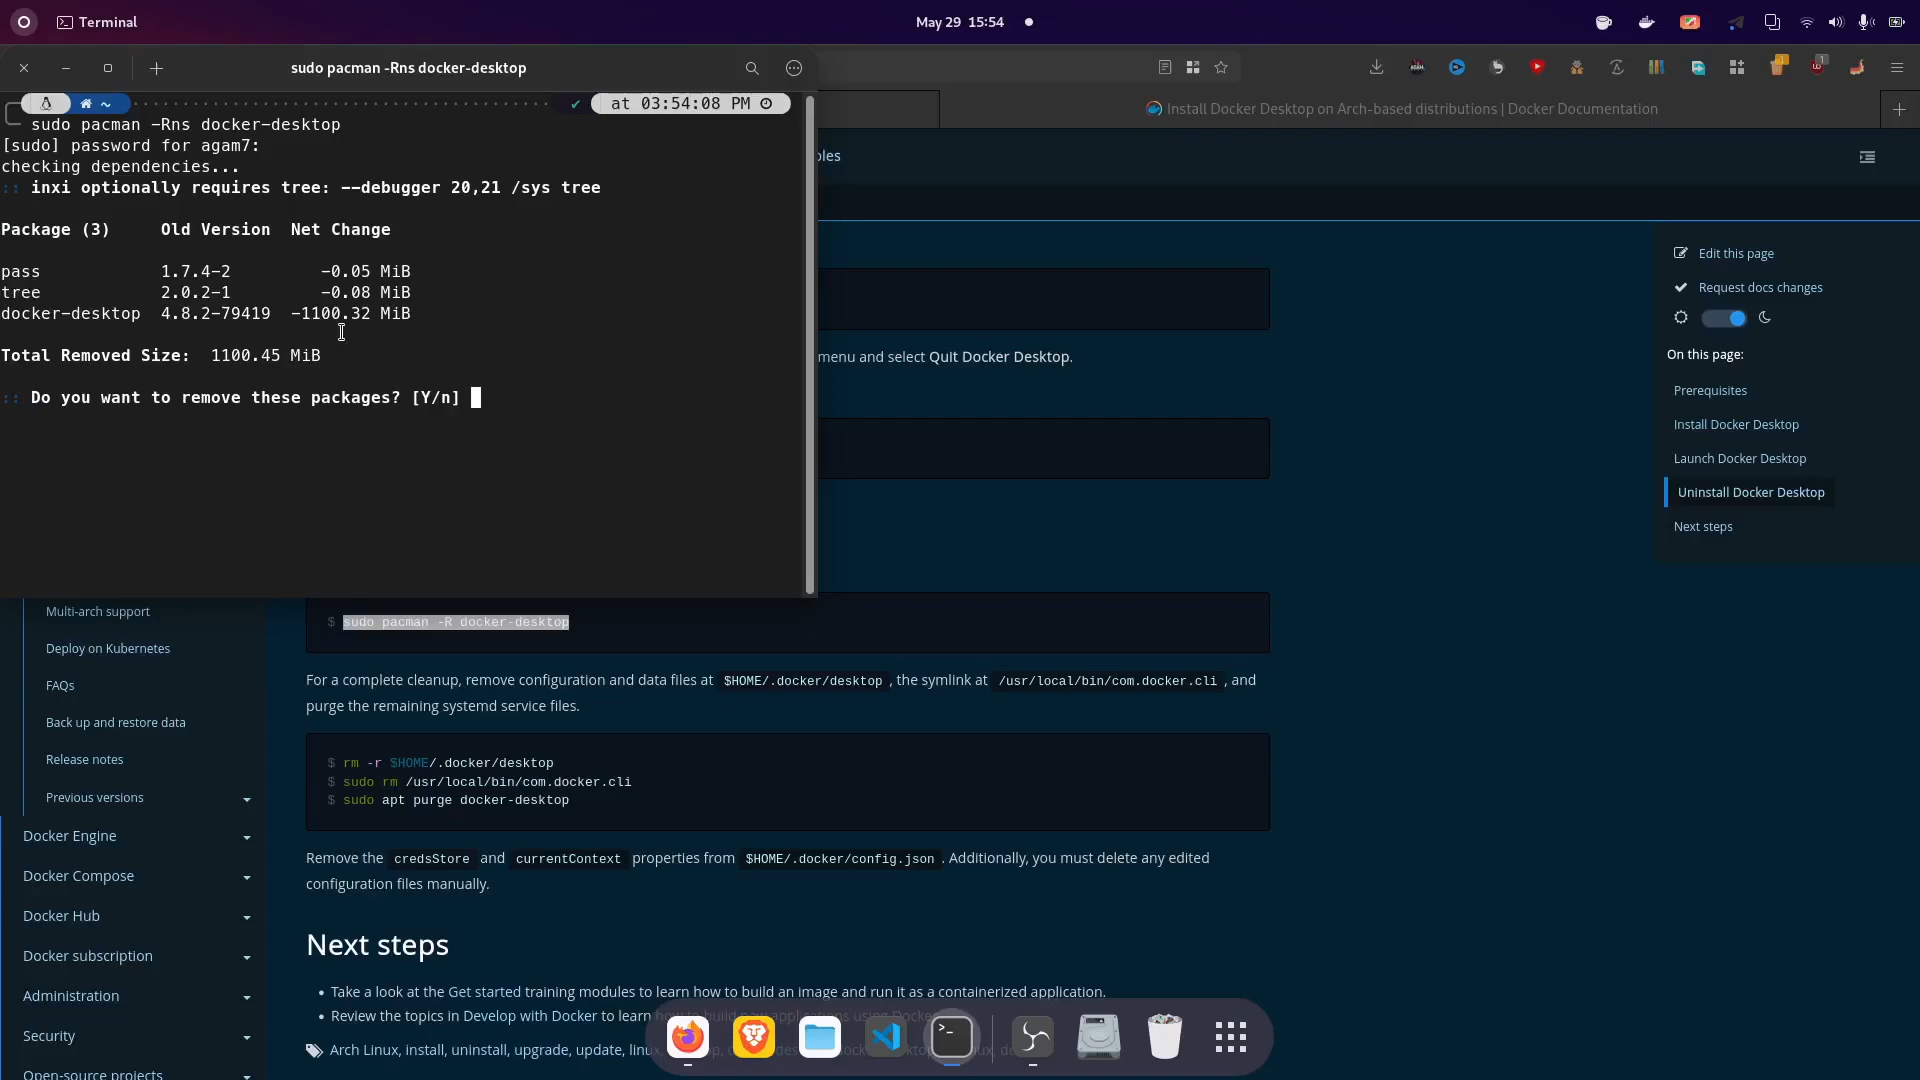 Terminal
May 29 15:54
sudo pacman -Rns docker-desktop
~
✓ at 03:54:08 PM
sudo pacman -Rns docker-desktop
[sudo] password for agam7:
checking dependencies...
:: inxi optionally requires tree: --debugger 20,21 /sys tree
Package (3) Old Version Net Change
pass 1.7.4-2 -0.05 MiB
tree 2.0.2-1 -0.08 MiB
docker-desktop 4.8.2-79419 -1100.32 MiB
Total Removed Size: 1100.45 MiB
:: Do you want to remove these packages? [Y/n]
Install Docker Desktop on Arch-based distributions | Docker Documentation
bles
menu and select Quit Docker Desktop.
Multi-arch support
Deploy on Kubernetes
FAQs
Back up and restore data
Release notes
Previous versions
Docker Engine
Docker Compose
Docker Hub
Docker subscription
Administration
Security
Open-source projects
$ sudo pacman -R docker-desktop
For a complete cleanup, remove configuration and data files at $HOME/.docker/desktop , the symlink at /usr/local/bin/com.docker.cli , and
purge the remaining systemd service files.
$ rm -r $HOME/.docker/desktop
$ sudo rm /usr/local/bin/com.docker.cli
$ sudo apt purge docker-desktop
Remove the credsStore and currentContext properties from $HOME/.docker/config.json . Additionally, you must delete any edited
configuration files manually.
Next steps
• Take a look at the Get started training modules to learn how to build an image and run it as a containerized application.
• Review the topics in Develop with Docker to learn how to build new applications using Docker.
Arch Linux, install, uninstall, upgrade, update,
Edit this page
Request docs changes
On this page:
Prerequisites
Install Docker Desktop
Launch Docker Desktop
Uninstall Docker Desktop
Next steps